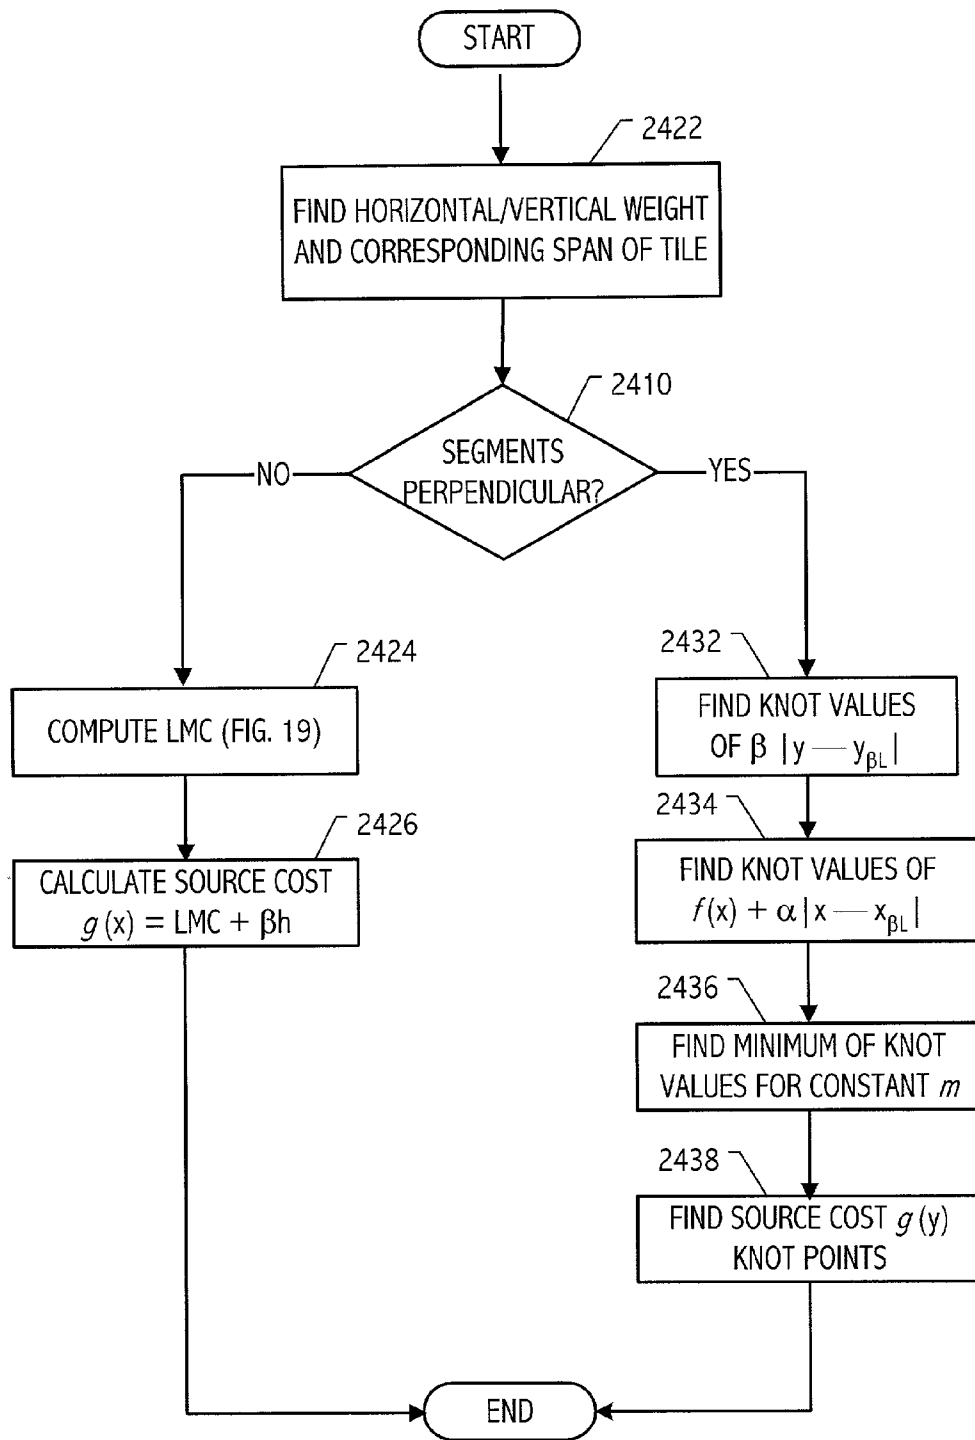 START
2422
FIND HORIZONTAL/VERTICAL WEIGHT
AND CORRESPONDING SPAN OF TILE
2410
SEGMENTS
PERPENDICULAR?
NO
YES
2424
COMPUTE LMC (FIG. 19)
2426
CALCULATE SOURCE COST
g (x) = LMC + βh
2432
FIND KNOT VALUES
OF β |y — yβL|
2434
FIND KNOT VALUES OF
f(x) + α|x — xβL|
2436
FIND MINIMUM OF KNOT
VALUES FOR CONSTANT m
2438
FIND SOURCE COST g (y)
KNOT POINTS
END